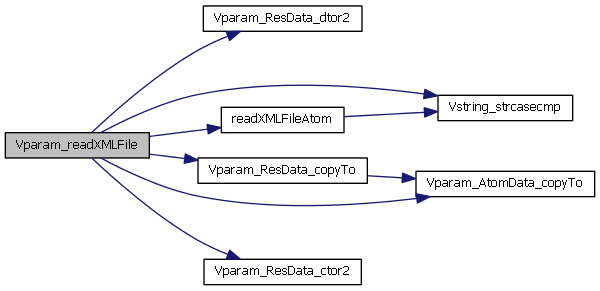 Vparam_ResData_dtor2
Vstring_strcasecmp
readXMLFileAtom
Vparam_readXMLFile
Vparam_ResData_copyTo
Vparam_AtomData_copyTo
Vparam_ResData_ctor2